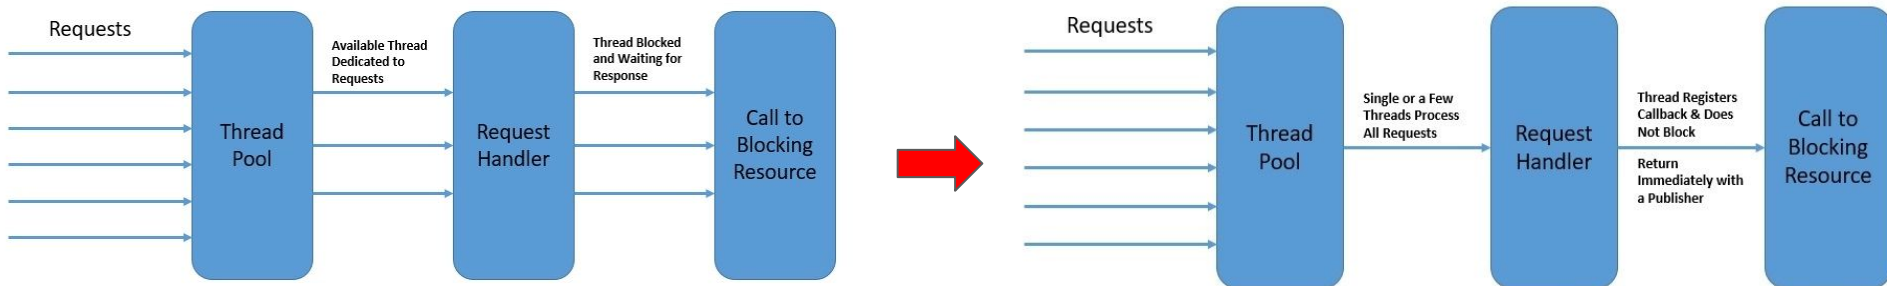 Requests
Thread
Pool
Available Thread
Dedicated to
Requests
Request
Handler
Thread Blocked
and Waiting for
Response
Call to
Blocking
Resource
Requests
Thread
Pool
Single or a Few
Threads Process
All Requests
Request
Handler
Thread Registers
Callback & Does
Not Block
Return
Immediately with
a Publisher
Call to
Blocking
Resource